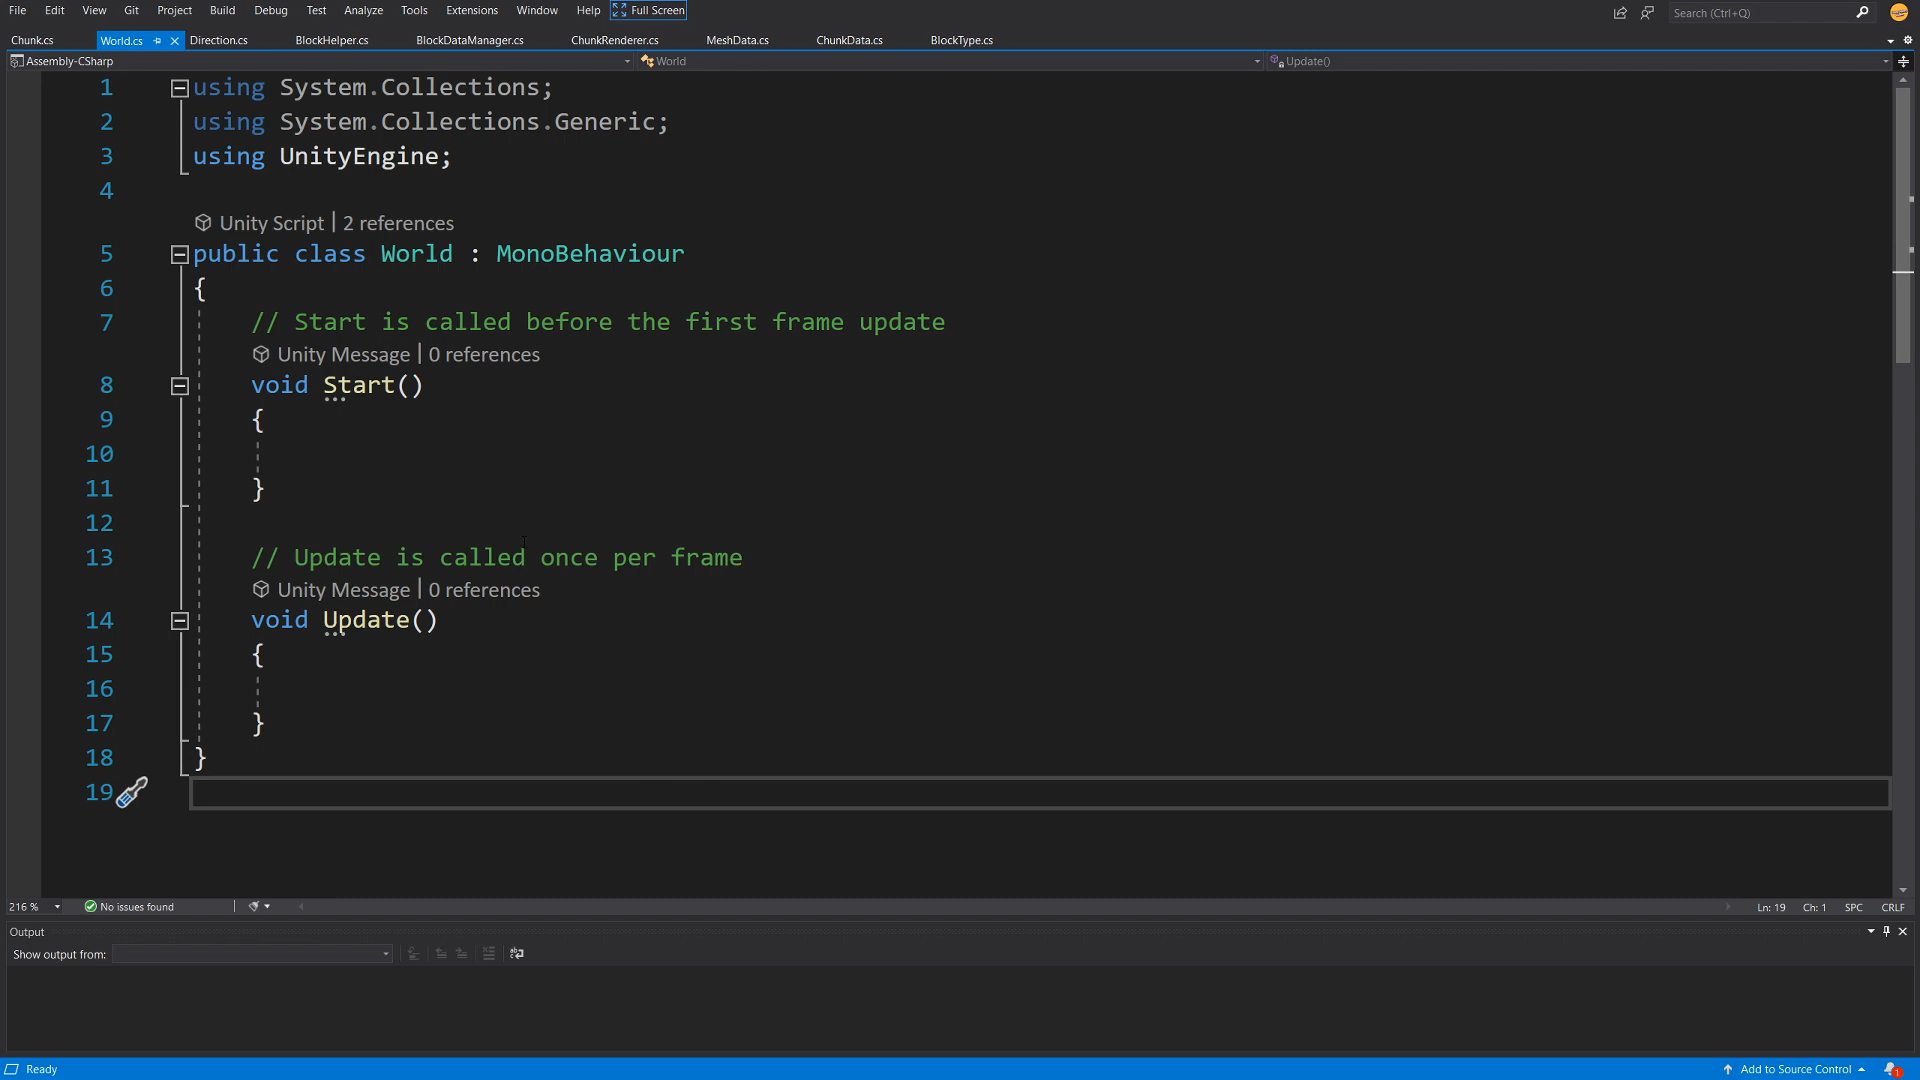 File Edit View Git Project Build Debug Test Analyze Tools Extensions Window Help Full Screen Search (Ctrl+Q)
Chunk.cs World.cs Direction.cs BlockHelper.cs BlockDataManager.cs ChunkRenderer.cs MeshData.cs ChunkData.cs BlockType.cs
Assembly-CSharp World Update()
1 using System.Collections;
2 using System.Collections.Generic;
3 using UnityEngine;
4
Unity Script | 2 references
5 public class World : MonoBehaviour
6 {
7 // Start is called before the first frame update
Unity Message | 0 references
8 void Start()
9 {
10
11 }
12
13 // Update is called once per frame
Unity Message | 0 references
14 void Update()
15 {
16
17 }
18 }
19
216 % No issues found Ln: 19 Ch: 1 SPC CRLF
Output
Show output from:
Ready Add to Source Control 1